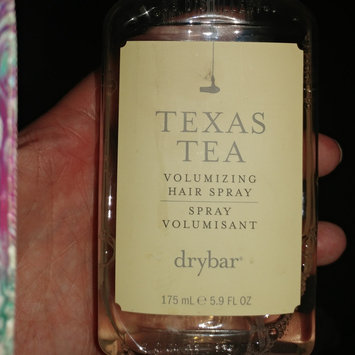 TEXAS
TEA
VOLUMIZING
HAIR SPRAY
SPRAY
VOLUMISANT
drybar®
175 mL ℮ 5.9 FL OZ